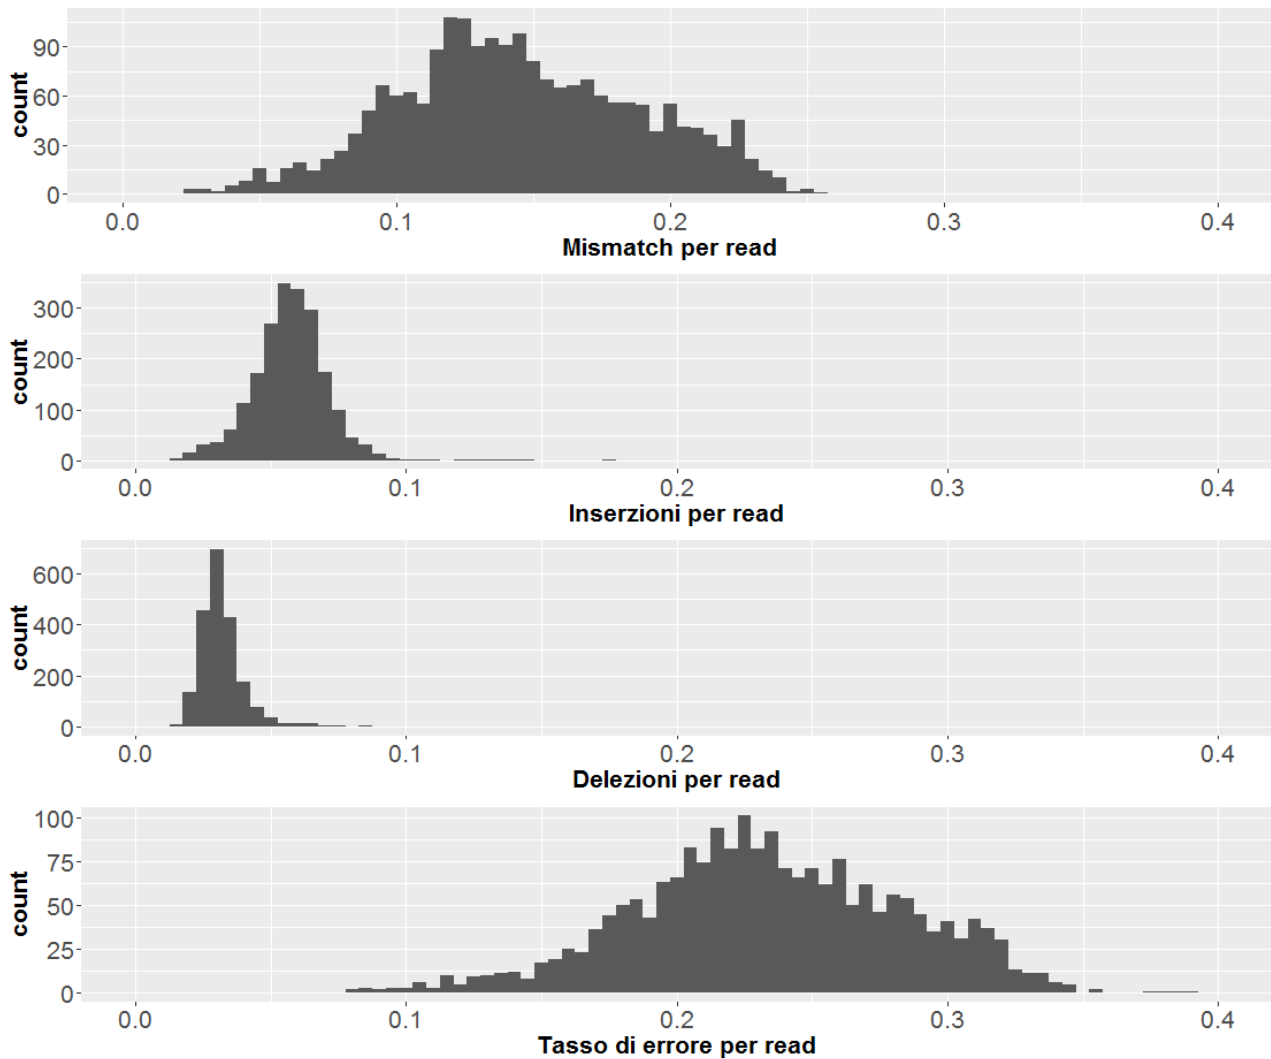 count
90
60
30
0
0.0 0.1 0.2 0.3 0.4
Mismatch per read
count
300
200
100
0
0.0 0.1 0.2 0.3 0.4
Inserzioni per read
count
600
400
200
0
0.0 0.1 0.2 0.3 0.4
Delezioni per read
count
100
75
50
25
0
0.0 0.1 0.2 0.3 0.4
Tasso di errore per read